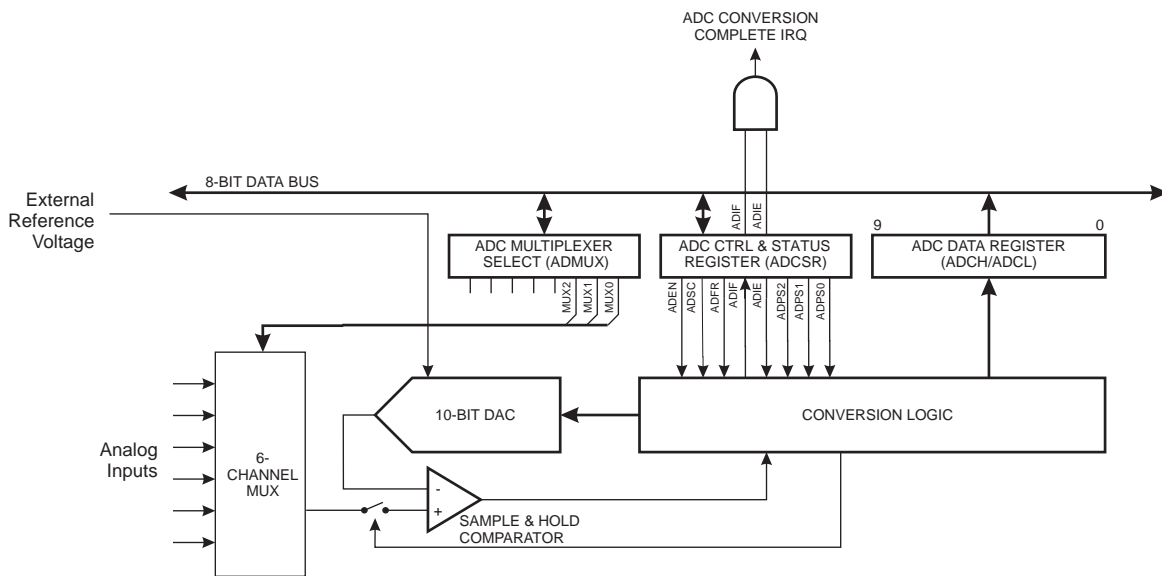 ADC CONVERSION
COMPLETE IRQ
8-BIT DATA BUS
External
Reference
Voltage
ADIF
ADIE
9
0
ADC MULTIPLEXER
SELECT (ADMUX)
ADC CTRL & STATUS
REGISTER (ADCSR)
ADC DATA REGISTER
(ADCH/ADCL)
MUX2
MUX1
MUX0
ADEN
ADSC
ADFR
ADIF
ADIE
ADPS2
ADPS1
ADPS0
10-BIT DAC
CONVERSION LOGIC
Analog
Inputs
6-
CHANNEL
MUX
-
+
SAMPLE & HOLD
COMPARATOR